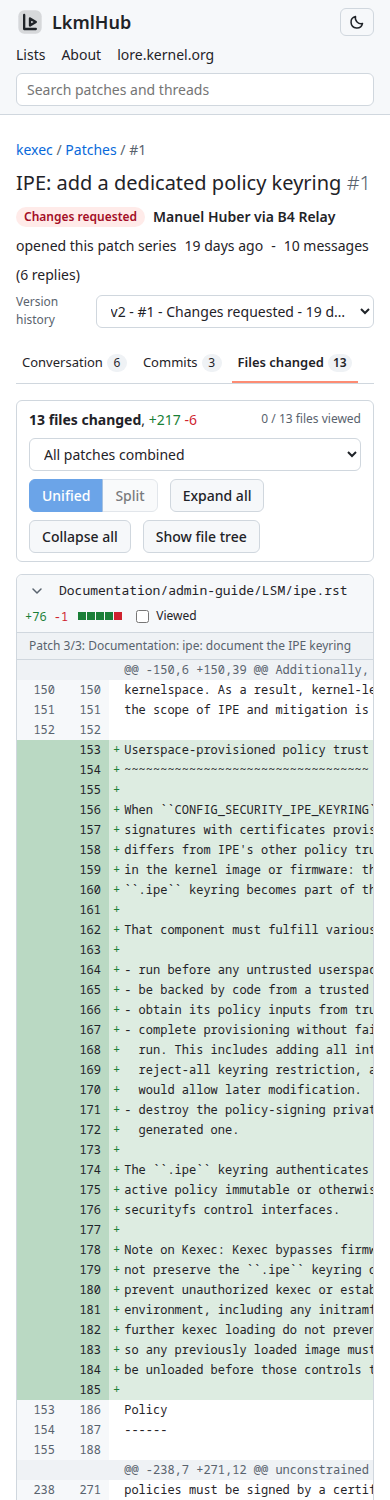 LkmlHub
Lists About lore.kernel.org
Search patches and threads
kexec / Patches / #1
IPE: add a dedicated policy keyring #1
Changes requested Manuel Huber via B4 Relay
opened this patch series 19 days ago - 10 messages
(6 replies)
Version history
v2 - #1 - Changes requested - 19 d...
Conversation 6 Commits 3 Files changed 13
13 files changed, +217 -6 0 / 13 files viewed
All patches combined
Unified Split Expand all
Collapse all Show file tree
Documentation/admin-guide/LSM/ipe.rst
+76 -1 Viewed
Patch 3/3: Documentation: ipe: document the IPE keyring
@@ -150,6 +150,39 @@ Additionally,
150 150 kernelspace. As a result, kernel-le
151 151 the scope of IPE and mitigation is
152 152
153 + Userspace-provisioned policy trust
154 + ~~~~~~~~~~~~~~~~~~~~~~~~~~~~~~~~~~
155 +
156 + When ``CONFIG_SECURITY_IPE_KEYRING`
157 + signatures with certificates provis
158 + differs from IPE's other policy tru
159 + in the kernel image or firmware: th
160 + ``.ipe`` keyring becomes part of th
161 +
162 + That component must fulfill various
163 +
164 + - run before any untrusted userspac
165 + - be backed by code from a trusted
166 + - obtain its policy inputs from tru
167 + - complete provisioning without fai
168 + run. This includes adding all int
169 + reject-all keyring restriction, a
170 + would allow later modification.
171 + - destroy the policy-signing privat
172 + generated one.
173 +
174 + The ``.ipe`` keyring authenticates
175 + active policy immutable or otherwis
176 + securityfs control interfaces.
177 +
178 + Note on Kexec: Kexec bypasses firmw
179 + not preserve the ``.ipe`` keyring o
180 + prevent unauthorized kexec or estab
181 + environment, including any initramf
182 + further kexec loading do not preven
183 + so any previously loaded image must
184 + be unloaded before those controls t
185 +
153 186 Policy
154 187 ------
155 188
@@ -238,7 +271,12 @@ unconstrained
238 271 policies must be signed by a certif